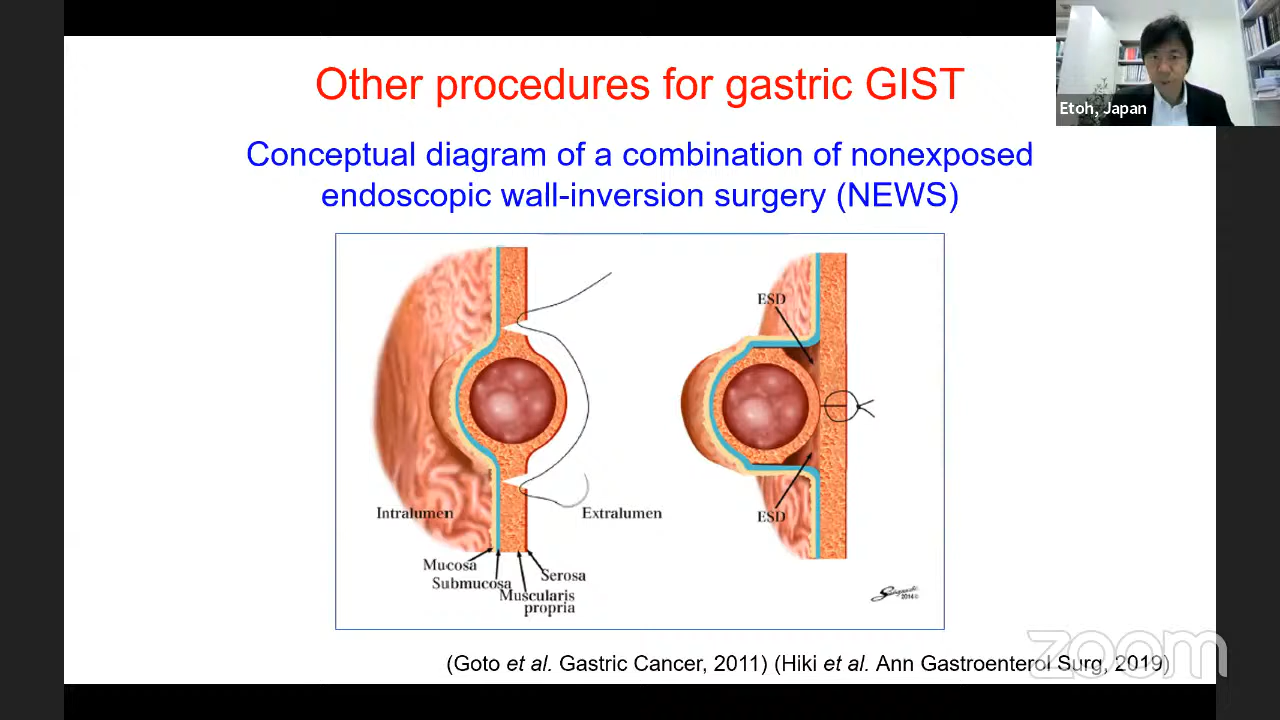 Other procedures for gastric GIST
Etoh, Japan
Conceptual diagram of a combination of nonexposed
endoscopic wall-inversion surgery (NEWS)
ESD
Intralumen
Extralumen
ESD
Mucosa
Submucosa
Serosa
Muscularis
propria
2014©
(Goto et al. Gastric Cancer, 2011) (Hiki et al. Ann Gastroenterol Surg, 2019)
zoom